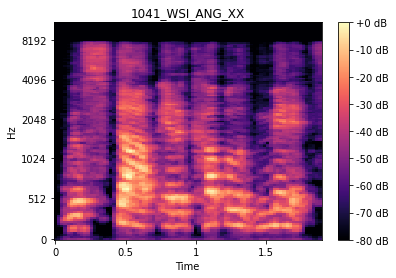 1041_WSI_ANG_XX
+0 dB
8192
-10 dB
4096
-20 dB
-30 dB
2048
-40 dB
Hz
1024
-50 dB
512
-60 dB
-70 dB
0
-80 dB
0 0.5 1 1.5
Time